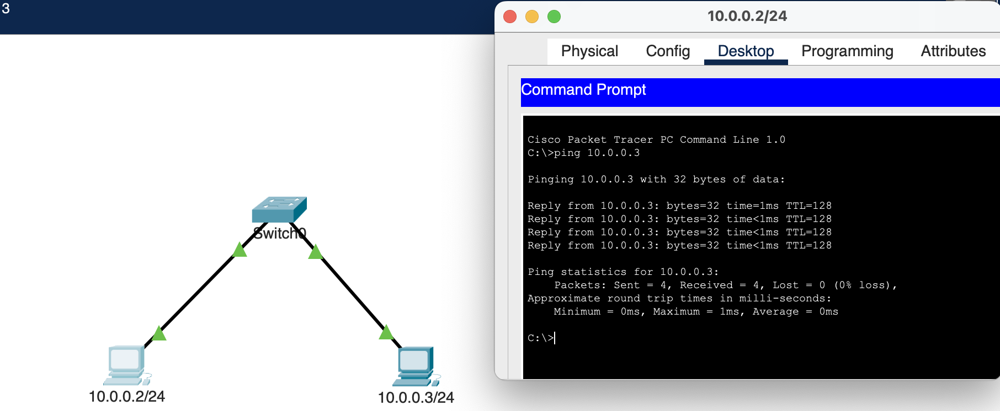 3
10.0.0.2/24
Physical Config Desktop Programming Attributes
Command Prompt
Cisco Packet Tracer PC Command Line 1.0
C:\>ping 10.0.0.3
Pinging 10.0.0.3 with 32 bytes of data:
Reply from 10.0.0.3: bytes=32 time=1ms TTL=128
Reply from 10.0.0.3: bytes=32 time<1ms TTL=128
Reply from 10.0.0.3: bytes=32 time<1ms TTL=128
Reply from 10.0.0.3: bytes=32 time<1ms TTL=128
Ping statistics for 10.0.0.3:
Packets: Sent = 4, Received = 4, Lost = 0 (0% loss),
Approximate round trip times in milli-seconds:
Minimum = 0ms, Maximum = 1ms, Average = 0ms
C:\>
Switch0
10.0.0.2/24
10.0.0.3/24